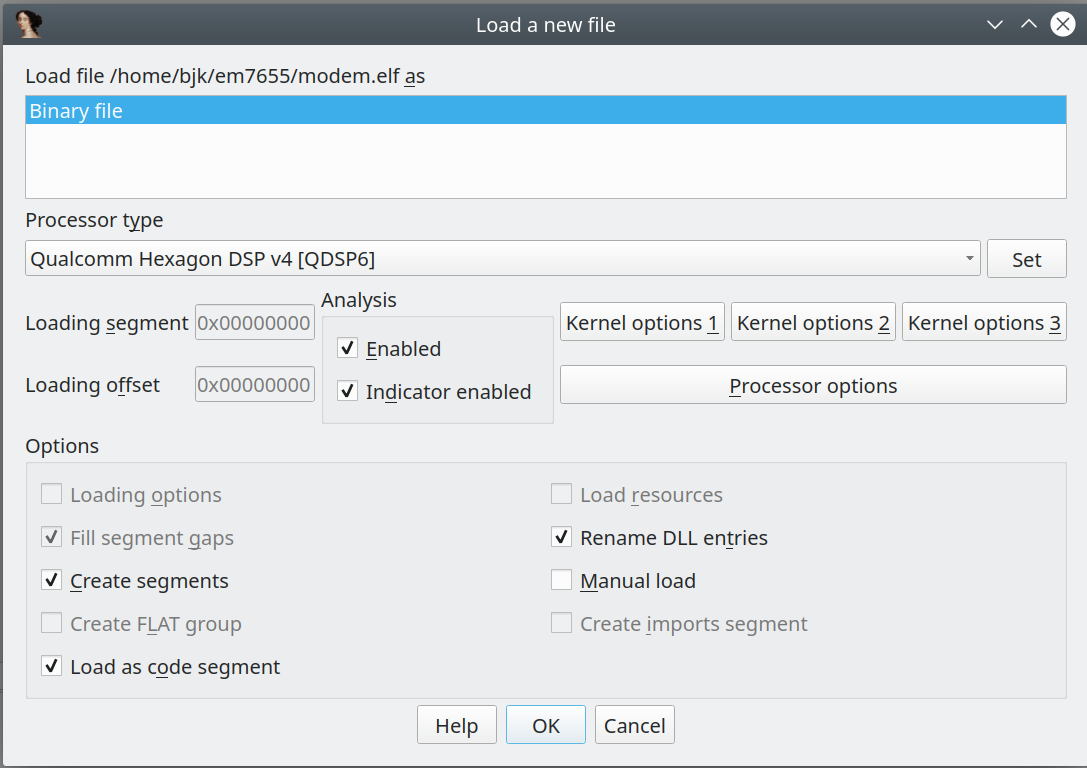 Load a new file
Load file /home/bjk/em7655/modem.elf as
Binary file
Processor type
Qualcomm Hexagon DSP v4 [QDSP6]
Set
Loading segment 0x00000000
Analysis
Enabled
Indicator enabled
Kernel options 1 Kernel options 2 Kernel options 3
Loading offset 0x00000000
Processor options
Options
Loading options Load resources
Fill segment gaps Rename DLL entries
Create segments Manual load
Create FLAT group Create imports segment
Load as code segment
Help OK Cancel